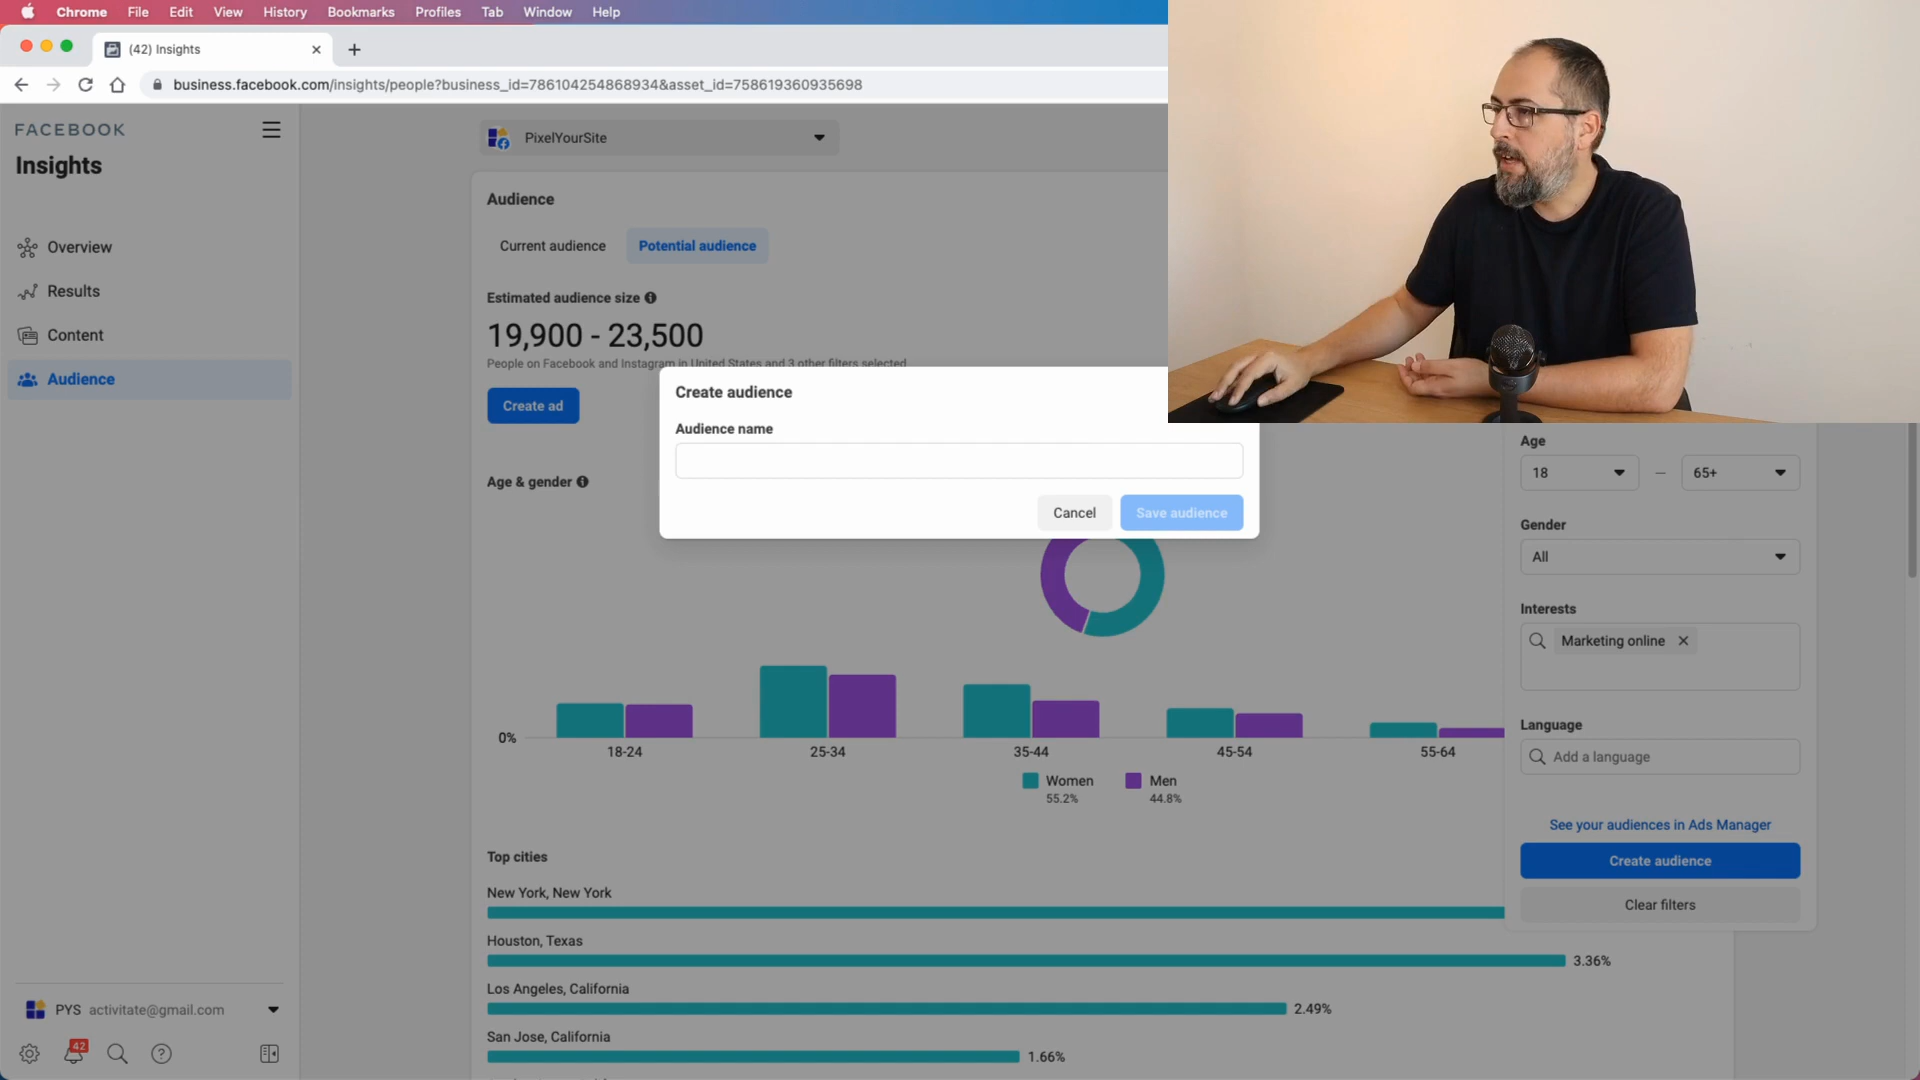 Chrome File Edit View History Bookmarks Profiles Tab Window Help
(42) Insights
business.facebook.com/insights/people?business_id=786104254868934&asset_id=758619360935698
FACEBOOK
Insights
Overview
Results
Content
Audience
PixelYourSite
Audience
Current audience
Potential audience
Estimated audience size
19,900 - 23,500
People on Facebook and Instagram in United States and 3 other filters selected
Create ad
Create audience
Audience name
Cancel
Save audience
Age & gender
0%
18-24
25-34
35-44
45-54
55-64
Women
55.2%
Men
44.8%
Top cities
New York, New York
Houston, Texas
3.36%
Los Angeles, California
2.49%
San Jose, California
1.66%
Age
18
65+
Gender
All
Interests
Marketing online
Language
Add a language
See your audiences in Ads Manager
Create audience
Clear filters
PYS activitate@gmail.com
42